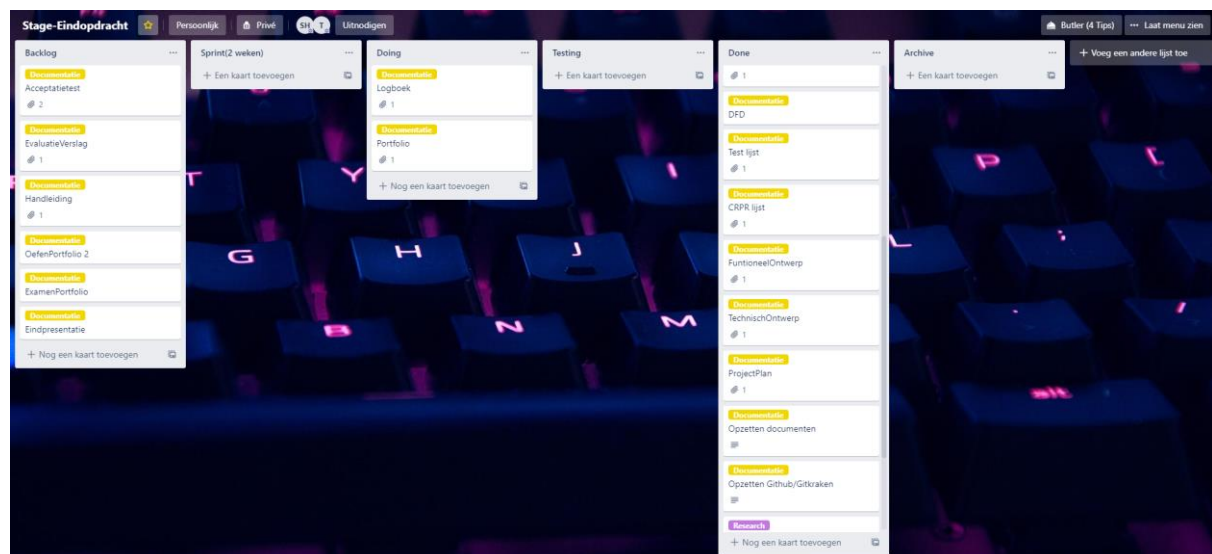 Stage-Eindopdracht
Persoonlijk
Privé
SH
T
Uitnodigen
Butler (4 Tips)
Laat menu zien
Backlog
Documentatie
Acceptatietest
2
Documentatie
EvaluatieVerslag
1
Documentatie
Handleiding
1
Documentatie
OefenPortfolio 2
Documentatie
ExamenPortfolio
Documentatie
Eindpresentatie
+ Nog een kaart toevoegen
Sprint(2 weken)
+ Een kaart toevoegen
Doing
Documentatie
Logboek
1
Documentatie
Portfolio
1
+ Nog een kaart toevoegen
Testing
+ Een kaart toevoegen
Done
1
Documentatie
DFD
Documentatie
Test lijst
1
Documentatie
CRPR lijst
1
Documentatie
FuntioneelOntwerp
1
Documentatie
TechnischOntwerp
1
Documentatie
ProjectPlan
1
Documentatie
Opzetten documenten
Documentatie
Opzetten Github/Gitkraken
Research
+ Nog een kaart toevoegen
Archive
+ Een kaart toevoegen
+ Voeg een andere lijst toe
T
Y
I
P
[
G
H
J
L
;
B
N
M
.
/
alt